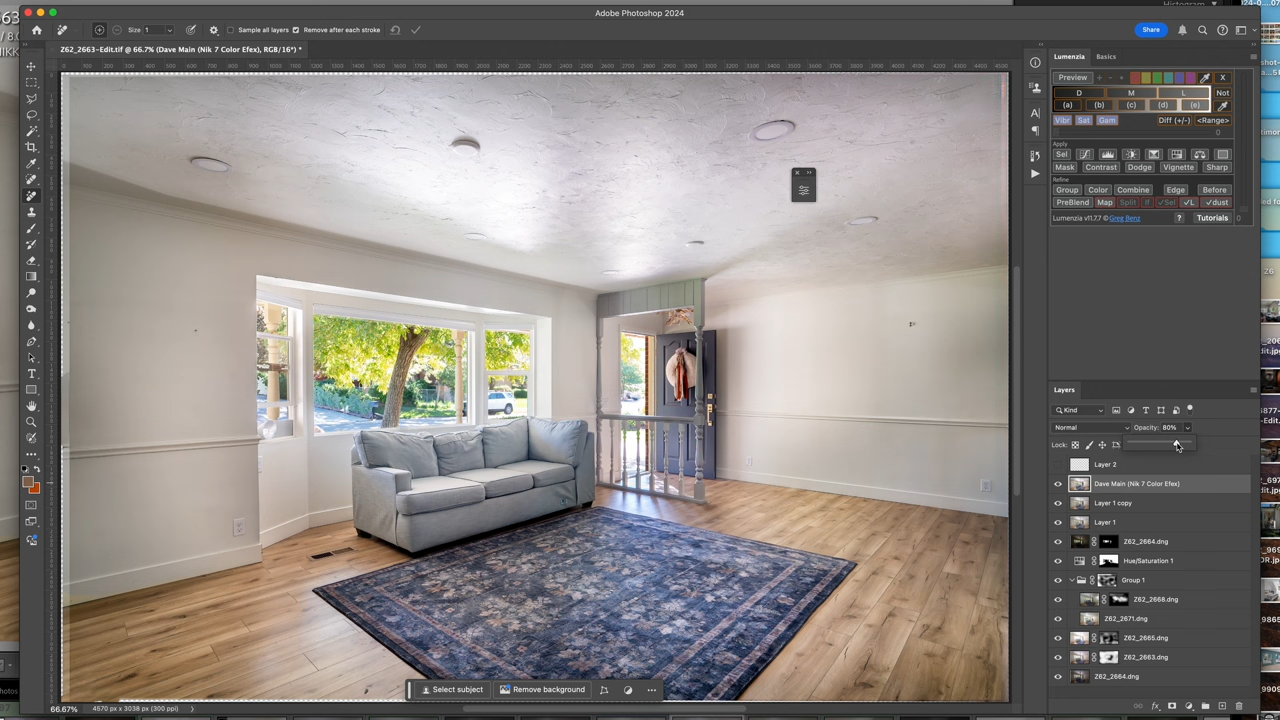 Adobe Photoshop 2024
Histogram
Size: 1
Sample all layers
Remove after each stroke
Share
Z62_2663-Edit.tif @ 66.7% (Dave Main (Nik 7 Color Efex), RGB/16*) *
Lumenzia Basics
Preview + - X
D M L Not
(a) (b) (c) (d) (e)
Vibr Sat Gam Diff (+/-) <Range>
0
Apply
Sel
Mask Contrast Dodge Vignette Sharp
Refine
Group Color Combine Edge Before
PreBlend Map Split If ✓Sel ✓L ✓dust
Lumenzia v11.7.7 © Greg Benz ? Tutorials 0
Layers
Kind
Normal Opacity: 80%
Lock:
Layer 2
Dave Main (Nik 7 Color Efex)
Layer 1 copy
Layer 1
Z62_2664.dng
Hue/Saturation 1
Group 1
Z62_2668.dng
Z62_2671.dng
Z62_2665.dng
Z62_2663.dng
Z62_2664.dng
Select subject
Remove background
66.67% 4570 px x 3038 px (300 ppi)